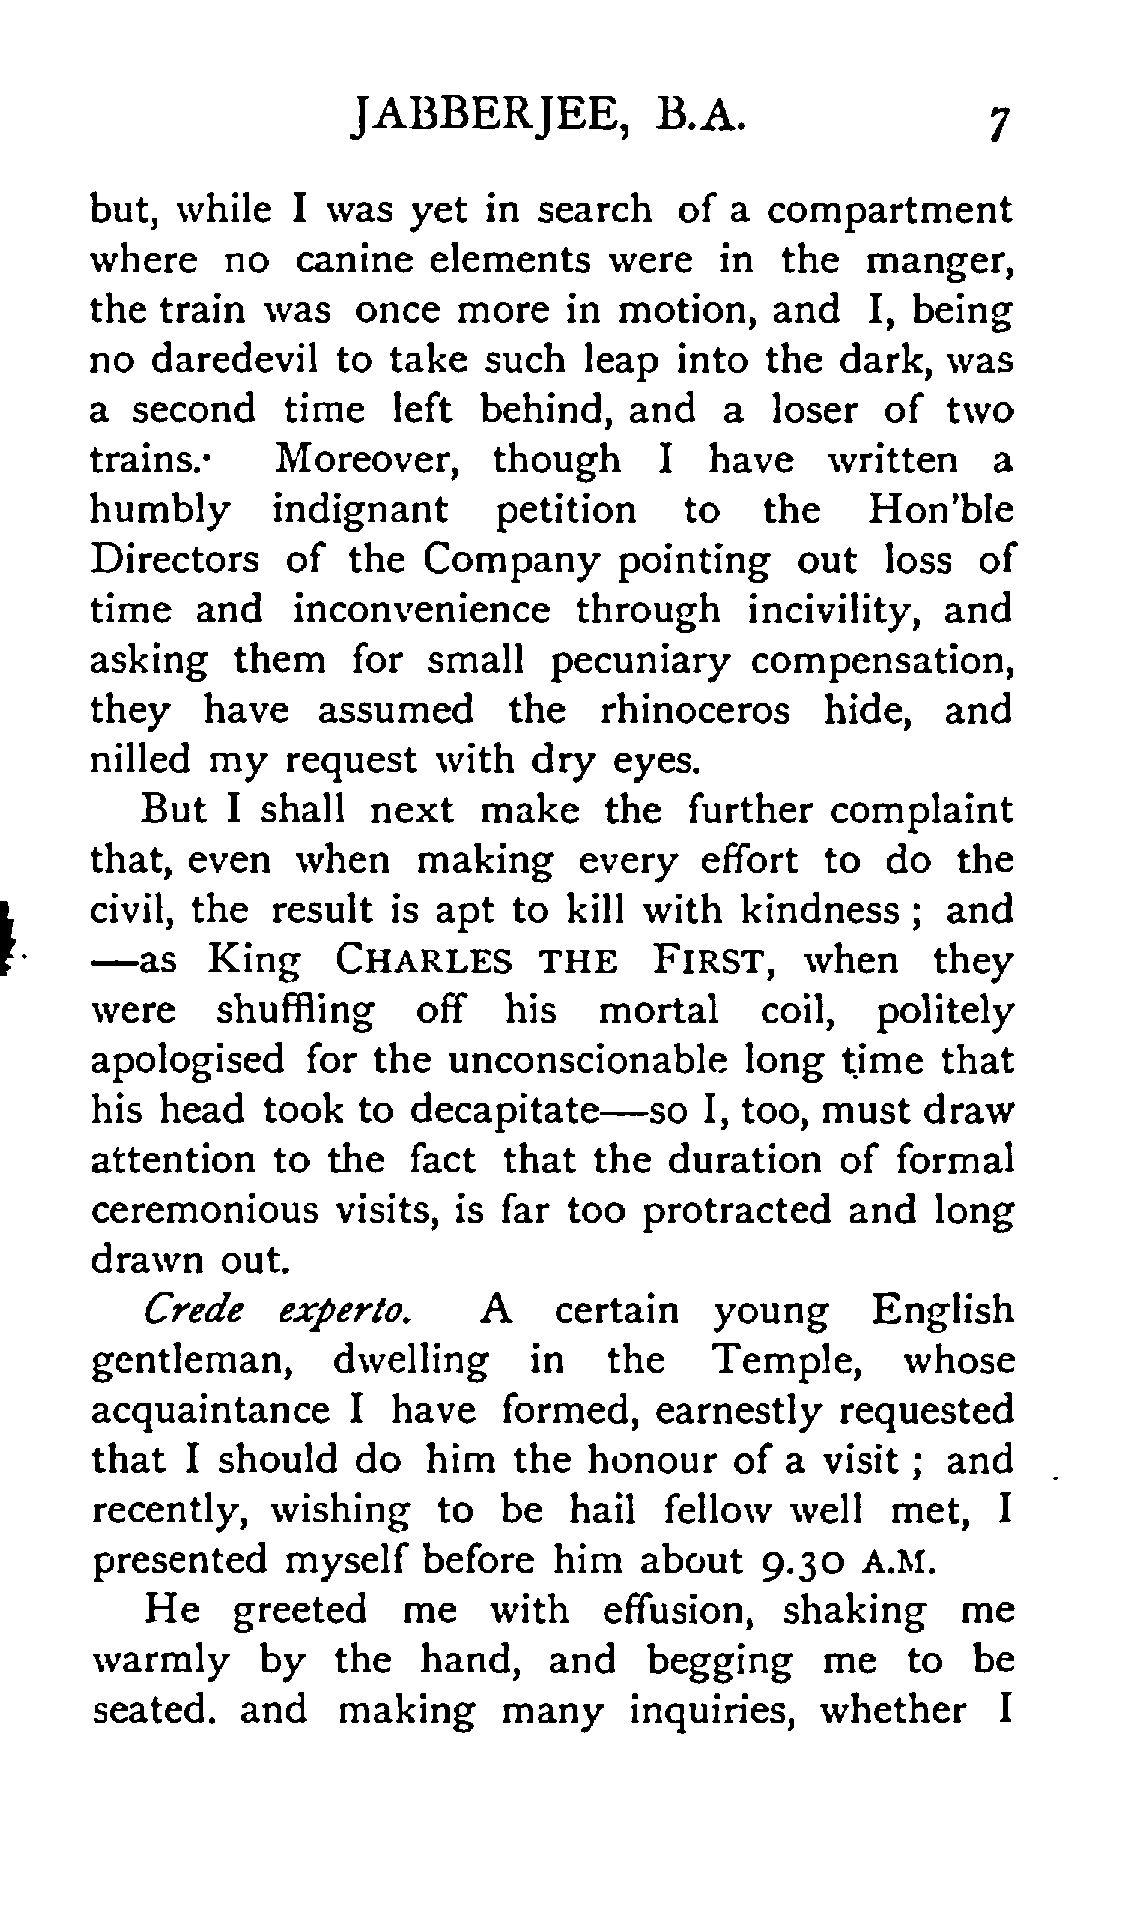 JABBERJEE, B.A. 7
but, while I was yet in search of a compartment
where no canine elements were in the manger,
the train was once more in motion, and I, being
no daredevil to take such leap into the dark, was
a second time left behind, and a loser of two
trains. Moreover, though I have written a
humbly indignant petition to the Hon'ble
Directors of the Company pointing out loss of
time and inconvenience through incivility, and
asking them for small pecuniary compensation,
they have assumed the rhinoceros hide, and
nilled my request with dry eyes.
But I shall next make the further complaint
that, even when making every effort to do the
civil, the result is apt to kill with kindness ; and
—as King CHARLES THE FIRST, when they
were shuffling off his mortal coil, politely
apologised for the unconscionable long time that
his head took to decapitate—so I, too, must draw
attention to the fact that the duration of formal
ceremonious visits, is far too protracted and long
drawn out.
Crede experto. A certain young English
gentleman, dwelling in the Temple, whose
acquaintance I have formed, earnestly requested
that I should do him the honour of a visit ; and
recently, wishing to be hail fellow well met, I
presented myself before him about 9.30 A.M.
He greeted me with effusion, shaking me
warmly by the hand, and begging me to be
seated. and making many inquiries, whether I